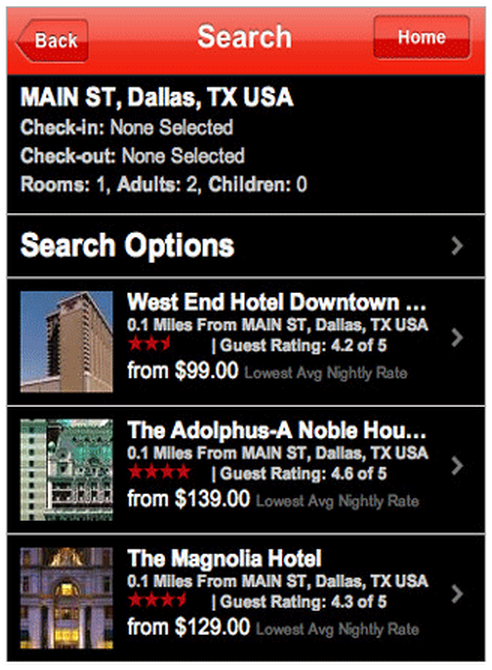 Back
Search
Home
MAIN ST, Dallas, TX USA
Check-in: None Selected
Check-out: None Selected
Rooms: 1, Adults: 2, Children: 0
Search Options
West End Hotel Downtown ...
0.1 Miles From MAIN ST, Dallas, TX USA
| Guest Rating: 4.2 of 5
from $99.00 Lowest Avg Nightly Rate
The Adolphus-A Noble Hou...
0.1 Miles From MAIN ST, Dallas, TX USA
| Guest Rating: 4.6 of 5
from $139.00 Lowest Avg Nightly Rate
The Magnolia Hotel
0.1 Miles From MAIN ST, Dallas, TX USA
| Guest Rating: 4.3 of 5
from $129.00 Lowest Avg Nightly Rate